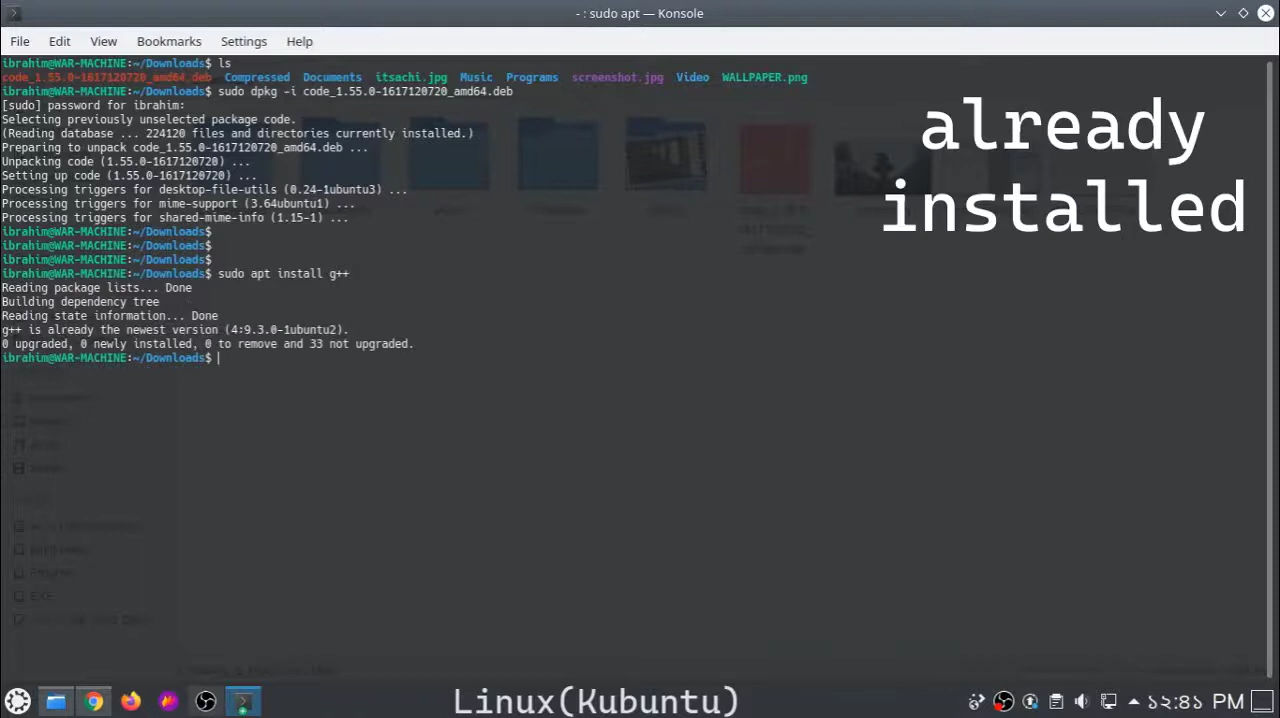 - : sudo apt — Konsole
File Edit View Bookmarks Settings Help
ibrahim@WAR-MACHINE:~/Downloads$ ls
code_1.55.0-1617120720_amd64.deb Compressed Documents itsachi.jpg Music Programs screenshot.jpg Video WALLPAPER.png
ibrahim@WAR-MACHINE:~/Downloads$ sudo dpkg -i code_1.55.0-1617120720_amd64.deb
[sudo] password for ibrahim:
Selecting previously unselected package code.
(Reading database ... 224120 files and directories currently installed.)
Preparing to unpack code_1.55.0-1617120720_amd64.deb ...
Unpacking code (1.55.0-1617120720) ...
Setting up code (1.55.0-1617120720) ...
Processing triggers for desktop-file-utils (0.24-1ubuntu3) ...
Processing triggers for mime-support (3.64ubuntu1) ...
Processing triggers for shared-mime-info (1.15-1) ...
ibrahim@WAR-MACHINE:~/Downloads$
ibrahim@WAR-MACHINE:~/Downloads$
ibrahim@WAR-MACHINE:~/Downloads$
ibrahim@WAR-MACHINE:~/Downloads$ sudo apt install g++
Reading package lists... Done
Building dependency tree
Reading state information... Done
g++ is already the newest version (4:9.3.0-1ubuntu2).
0 upgraded, 0 newly installed, 0 to remove and 33 not upgraded.
ibrahim@WAR-MACHINE:~/Downloads$
already
installed
EXE
Linux(Kubuntu)
১২:৪১ PM